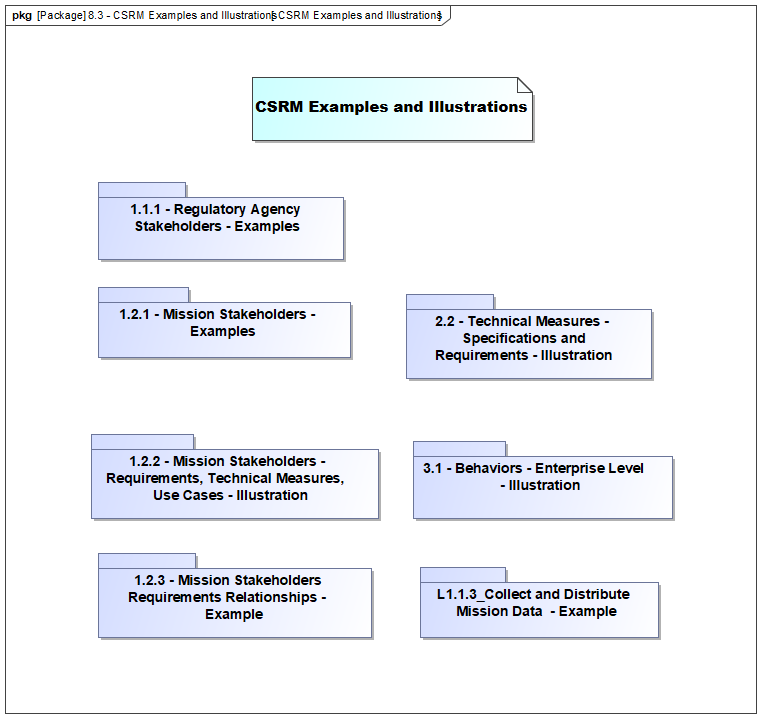 pkg [Package] 8.3 - CSRM Examples and Illustrations[ CSRM Examples and Illustrations ]
CSRM Examples and Illustrations
1.1.1 - Regulatory Agency
Stakeholders - Examples
1.2.1 - Mission Stakeholders -
Examples
2.2 - Technical Measures -
Specifications and
Requirements - Illustration
1.2.2 - Mission Stakeholders -
Requirements, Technical Measures,
Use Cases - Illustration
3.1 - Behaviors - Enterprise Level
- Illustration
1.2.3 - Mission Stakeholders
Requirements Relationships -
Example
L1.1.3_Collect and Distribute
Mission Data - Example